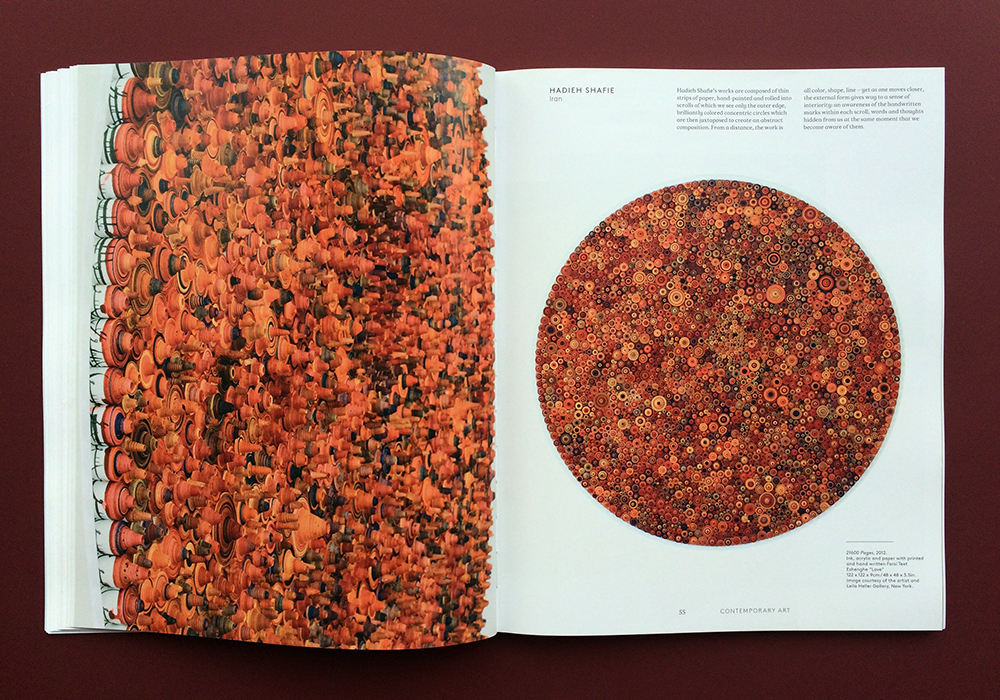 HADIEH SHAFIE
Iran
Hadieh Shafie's works are composed of thin
strips of paper, hand-painted and rolled into
scrolls of which we see only the outer edge,
brilliantly colored concentric circles which
are then juxtaposed to create an abstract
composition. From a distance, the work is
all color, shape, line – yet as one moves closer,
the external form gives way to a sense of
interiority: an awareness of the handwritten
marks within each scroll, words and thoughts
hidden from us at the same moment that we
become aware of them.
21600 Pages, 2012.
Ink, acrylic and paper with printed
and hand written Farsi Text
Esheghe "Love"
122 x 122 x 9cm/48 x 48 x 3.5in.
Image courtesy of the artist and
Leila Heller Gallery, New York.
55 CONTEMPORARY ART